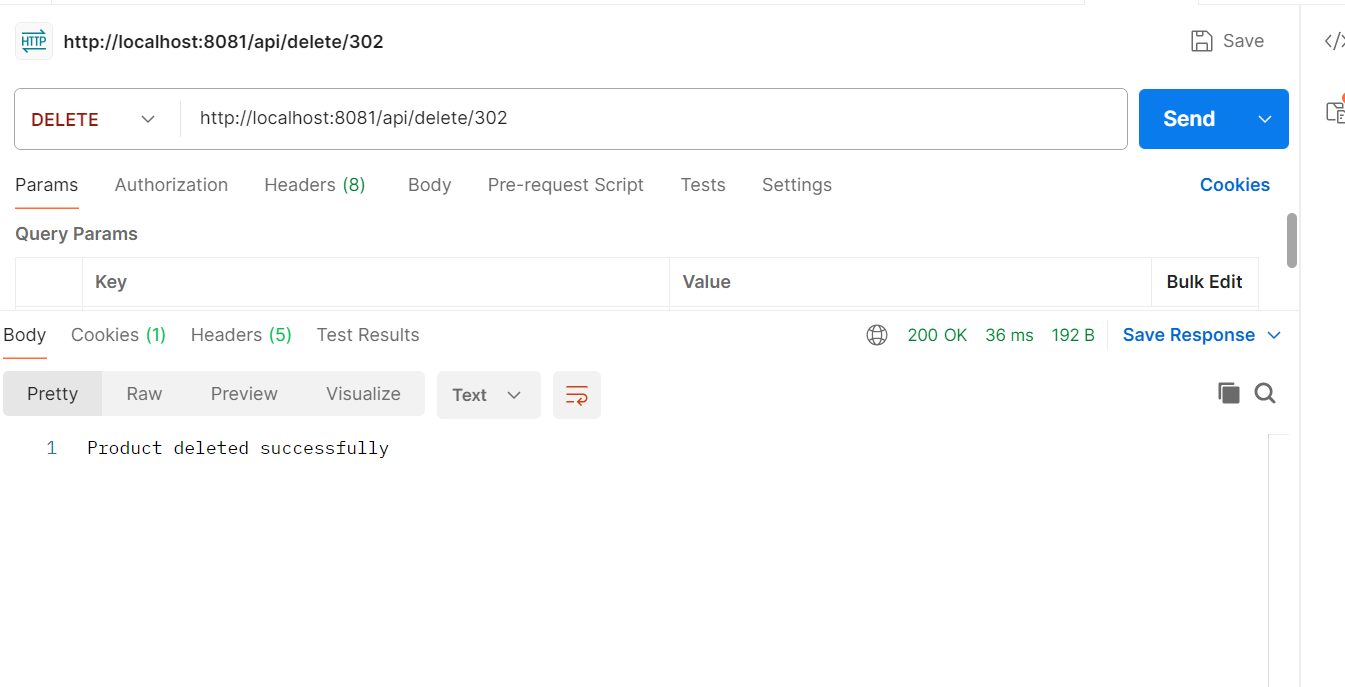 HTTP http://localhost:8081/api/delete/302 Save
DELETE http://localhost:8081/api/delete/302 Send
Params Authorization Headers (8) Body Pre-request Script Tests Settings Cookies
Query Params
Key Value Bulk Edit
Body Cookies (1) Headers (5) Test Results 200 OK 36 ms 192 B Save Response
Pretty Raw Preview Visualize Text
1 Product deleted successfully